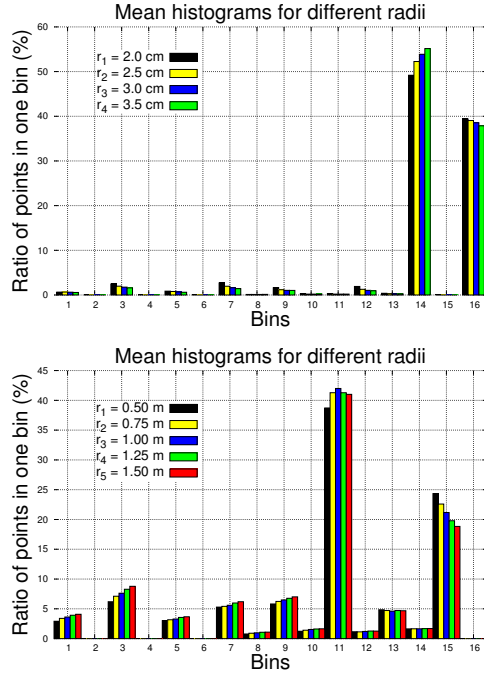 Mean histograms for different radii
Ratio of points in one bin (%)
60
50
40
30
20
10
0
r1 = 2.0 cm
r2 = 2.5 cm
r3 = 3.0 cm
r4 = 3.5 cm
1 2 3 4 5 6 7 8 9 10 11 12 13 14 15 16
Bins
Mean histograms for different radii
Ratio of points in one bin (%)
45
40
35
30
25
20
15
10
5
0
r1 = 0.50 m
r2 = 0.75 m
r3 = 1.00 m
r4 = 1.25 m
r5 = 1.50 m
1 2 3 4 5 6 7 8 9 10 11 12 13 14 15 16
Bins